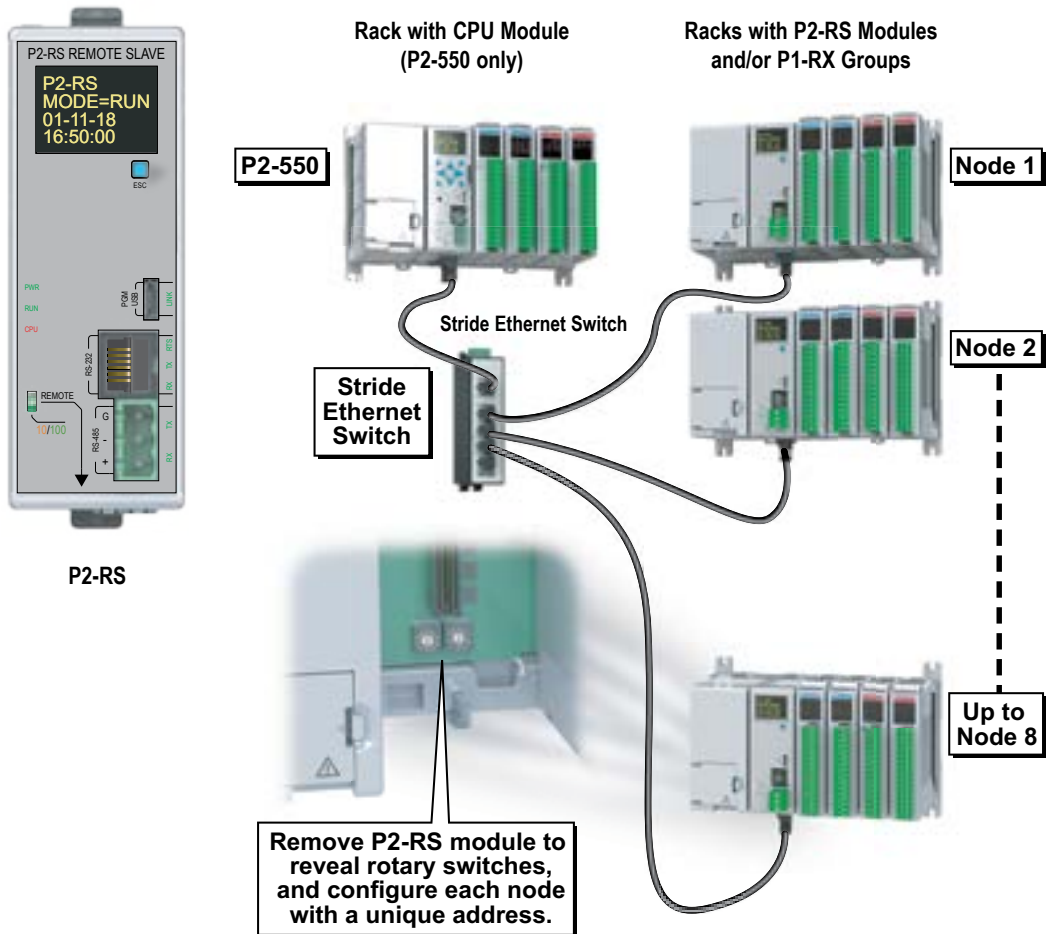 P2-RS REMOTE SLAVE
P2-RS
MODE=RUN
01-11-18
16:50:00
ESC
PWR
RUN
CPU
PGM
USB
LINK
RS-232
RTS
TX
RX
REMOTE
10/100
RS-485
G
-
+
TX
RX
P2-RS
Rack with CPU Module
(P2-550 only)
Racks with P2-RS Modules
and/or P1-RX Groups
P2-550
Node 1
Stride Ethernet Switch
Stride
Ethernet
Switch
Node 2
Up to
Node 8
Remove P2-RS module to
reveal rotary switches,
and configure each node
with a unique address.